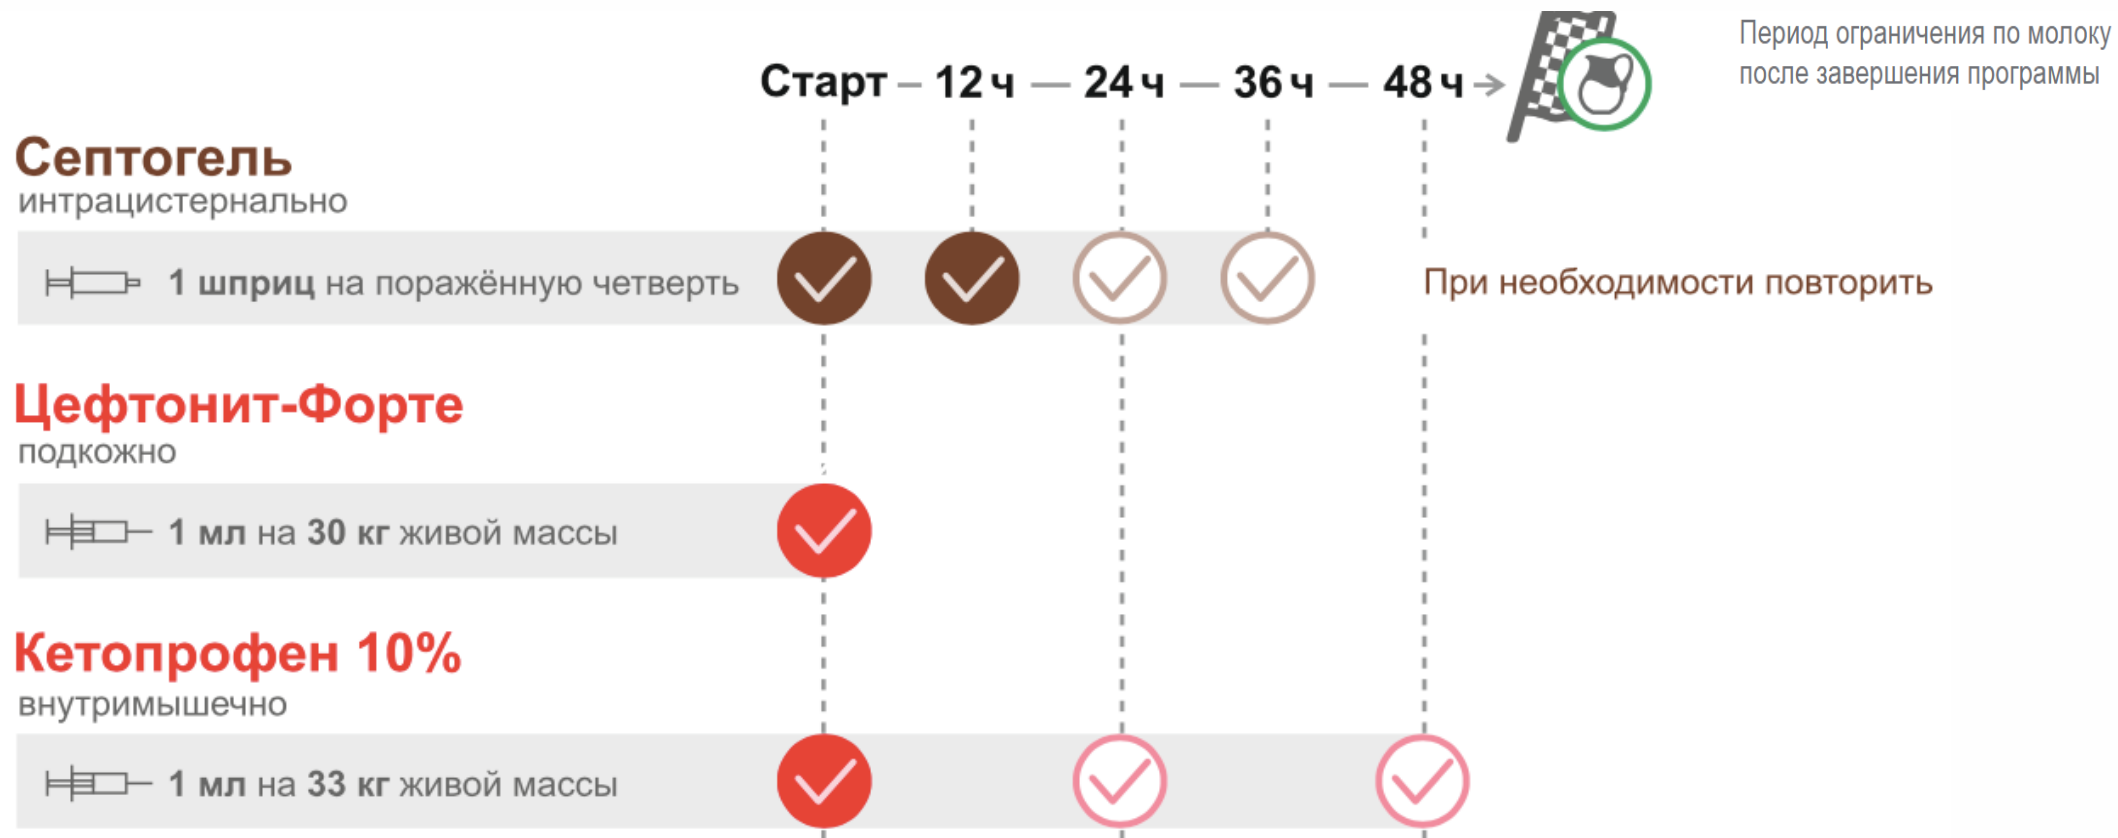 Период ограничения по молоку
после завершения программы
Старт – 12 ч — 24 ч — 36 ч — 48 ч
Септогель
интрацистернально
1 шприц на поражённую четверть
При необходимости повторить
Цефтонит-Форте
подкожно
1 мл на 30 кг живой массы
Кетопрофен 10%
внутримышечно
1 мл на 33 кг живой массы